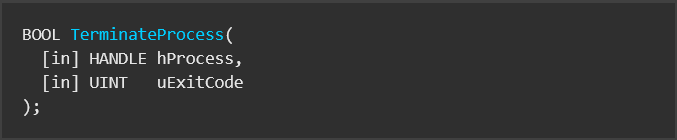 BOOL TerminateProcess(
  [in] HANDLE hProcess,
  [in] UINT   uExitCode
);